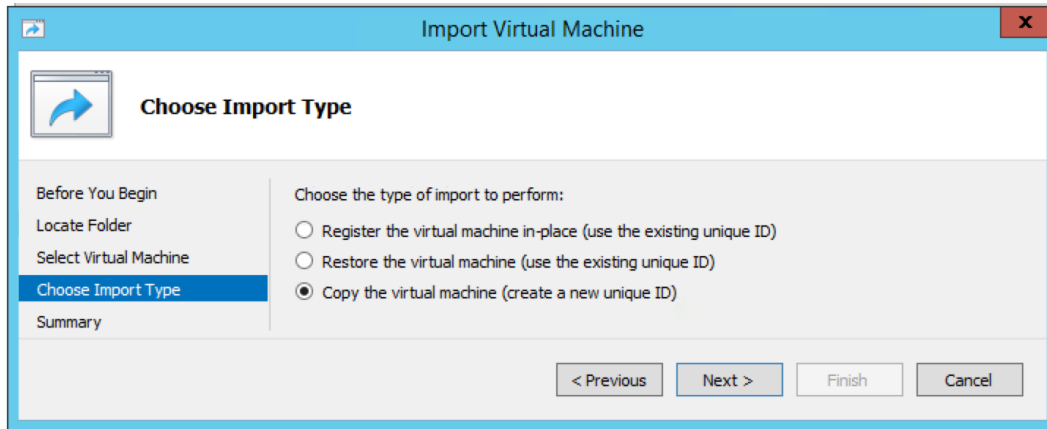 Import Virtual Machine
x
Choose Import Type
Before You Begin
Locate Folder
Select Virtual Machine
Choose Import Type
Summary
Choose the type of import to perform:
Register the virtual machine in-place (use the existing unique ID)
Restore the virtual machine (use the existing unique ID)
Copy the virtual machine (create a new unique ID)
< Previous
Next >
Finish
Cancel